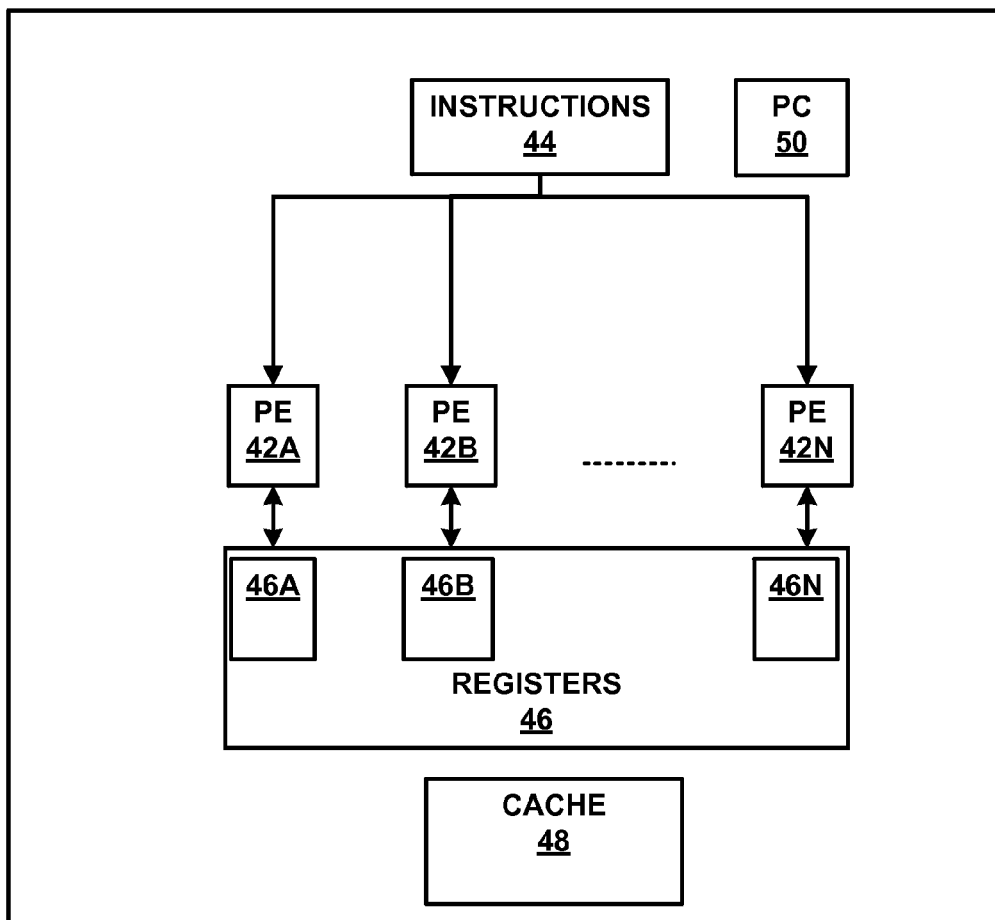 INSTRUCTIONS
44
PC
50
PE
42A
PE
42B
PE
42N
46A
46B
46N
REGISTERS
46
CACHE
48